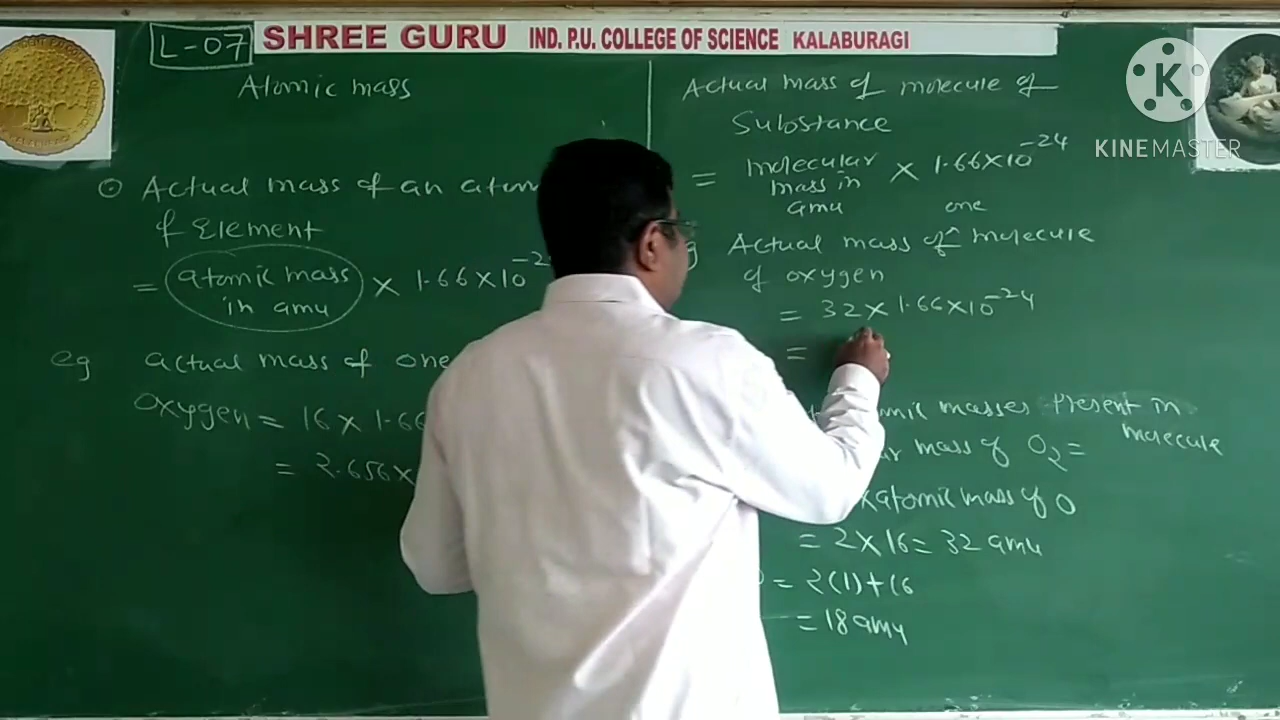 L-07
SHREE GURU IND. P.U. COLLEGE OF SCIENCE KALABURAGI
Atomic mass
⊙ Actual mass of an atom
of Element
= atomic mass × 1.66×10⁻²
in amu
eg actual mass of one
Oxygen = 16 × 1.66
= 2.656×
Actual mass of molecule of
Substance
= molecular × 1.66×10⁻²⁴
mass in
amu
one
Actual mass of ^ molecule
of oxygen
= 32 × 1.66×10⁻²⁴
=
masses Present in
molecule
mass of O₂ =
×atomic mass of O
= 2 × 16 = 32 amu
= 2(1)+16
= 18 amu
K
KINEMASTER
KALABURAGI